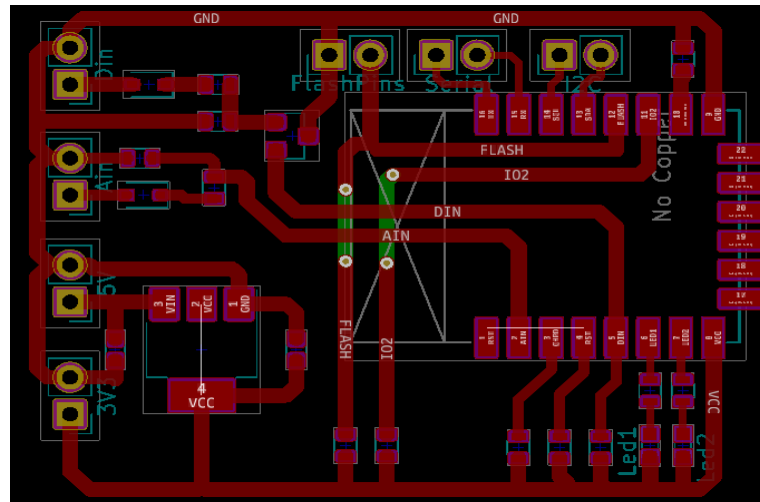 GND
GND
Din
FlashPins
Serial
I2C
16
TX
15
RX
14
SCR
13
SDA
12
FLASH
11
IO2
10
9
GND
FLASH
Ain
IO2
No Copper
22
21
20
19
18
17
DIN
AIN
5V
3
VIN
2
VCC
1
GND
4
VCC
FLASH
IO2
1
RST
2
AIN
3
CHPD
4
RST
5
DIN
6
LED1
7
LED2
8
VCC
3V3
VCC
Led1
Led2